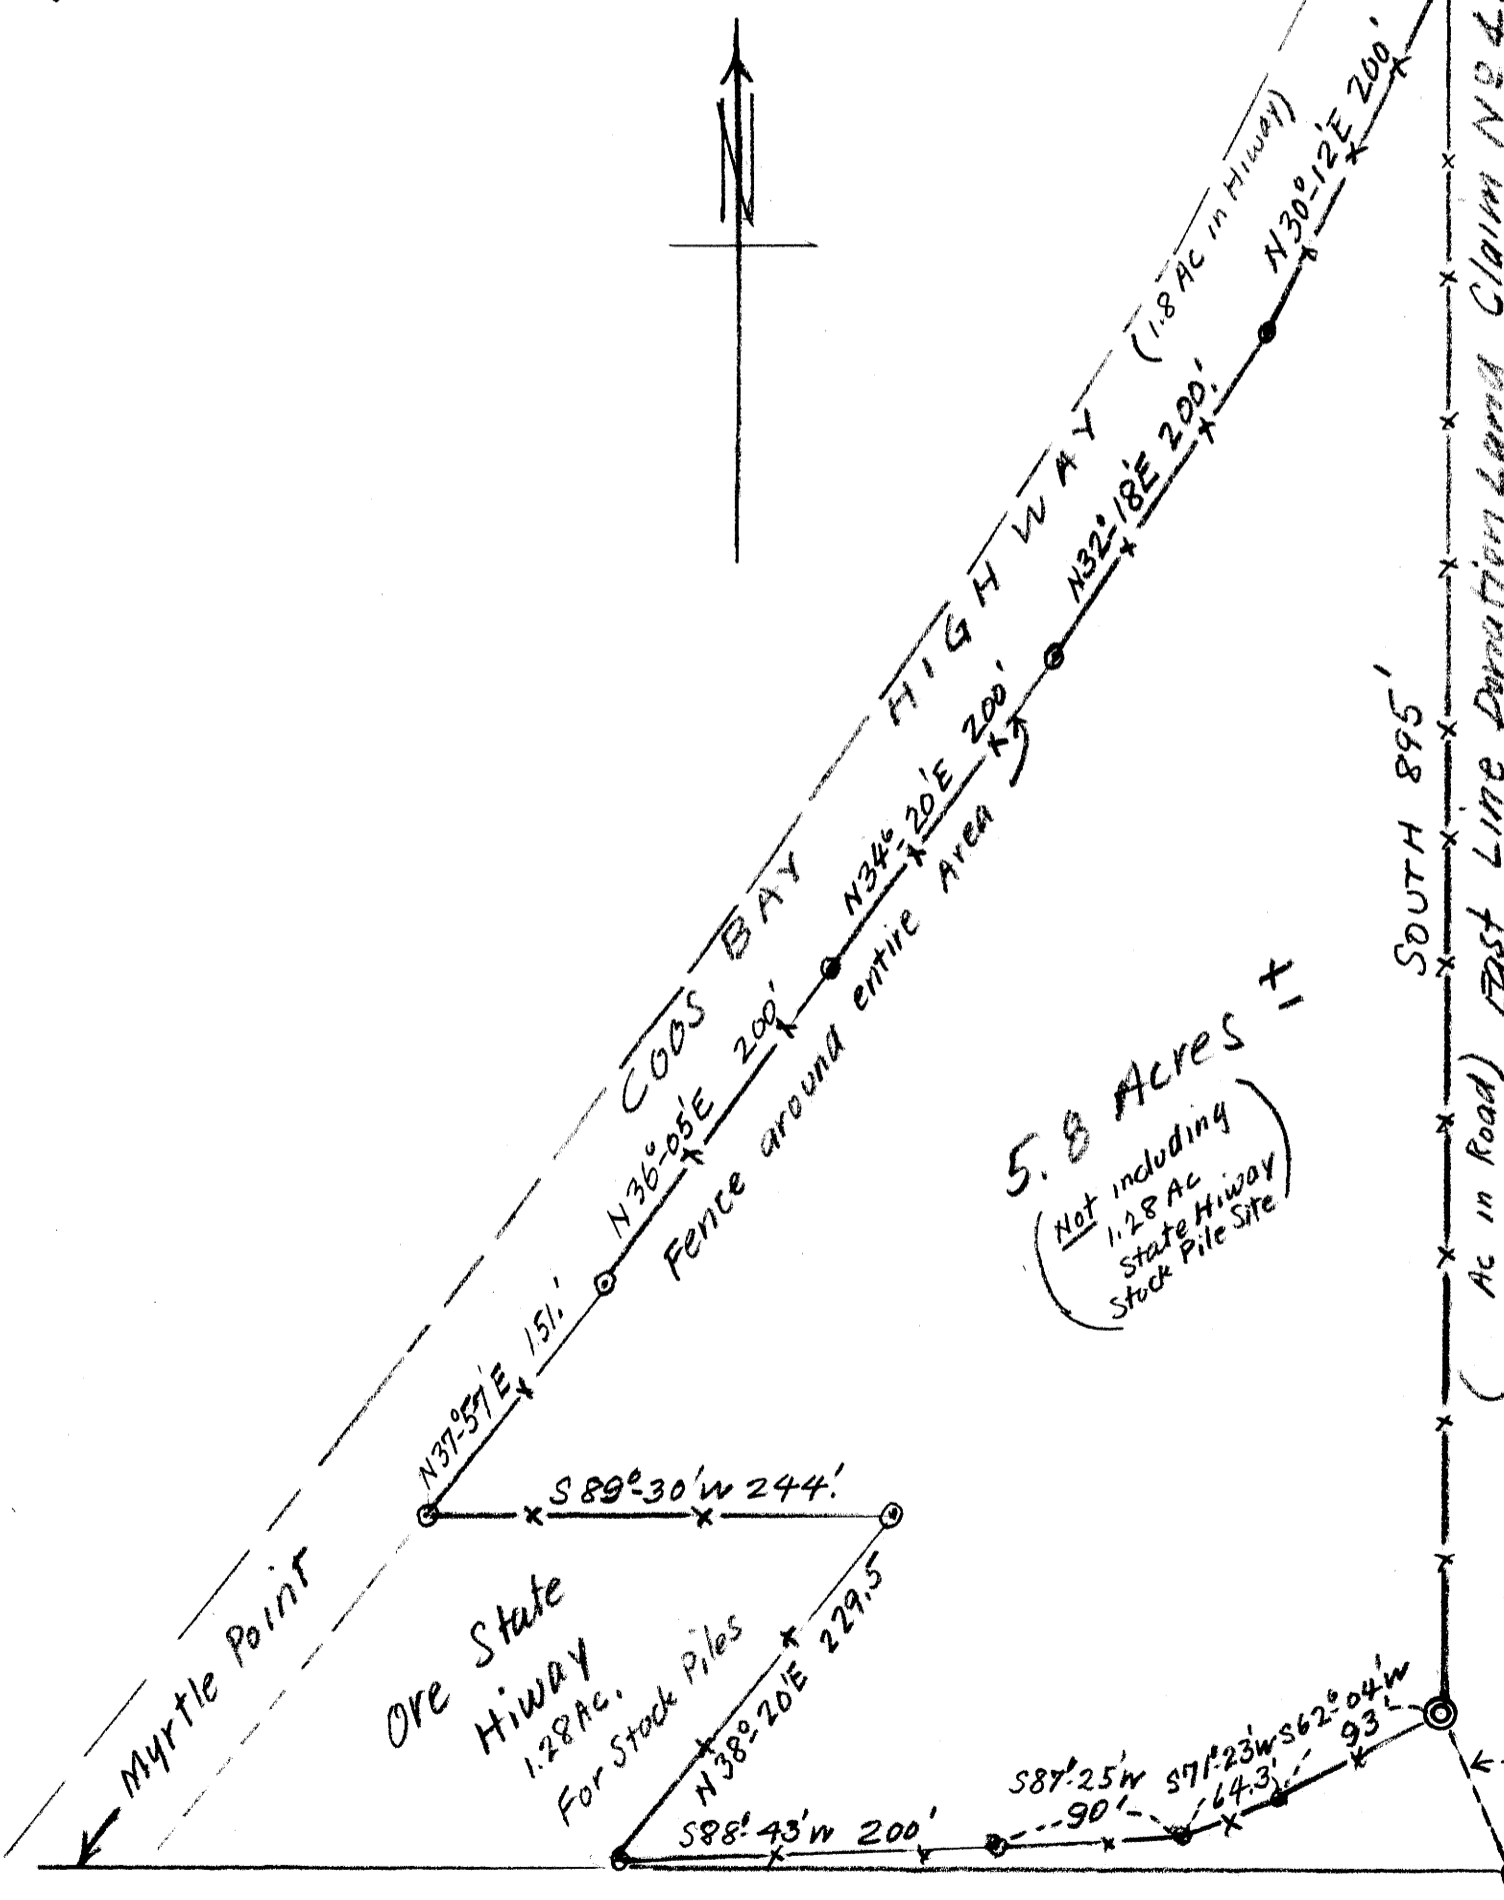 N
(1.8 AC in Hiway)
N30°-12'E 200'
N32°-18'E 200.'
N34°-20'E 200'
N36°-05'E 200'
N37°-57'E 151.'
COOS BAY HIGHWAY
Fence around entire Area
SOUTH 895'
East Line Donation Land Claim Nº
( Ac in Road)
5.8 Acres ±
(Not including
1.28 AC
State Hiway
Stock Pile Site)
S89°-30'W 244.'
Myrtle Point
Ore State
Hiway
1.28 Ac.
For Stock Piles
N38°-20'E 229.5
S88°-43'W 200'
S87°-25'W
90'
S71°-23'W
64.3'
S62°-04'W
93'